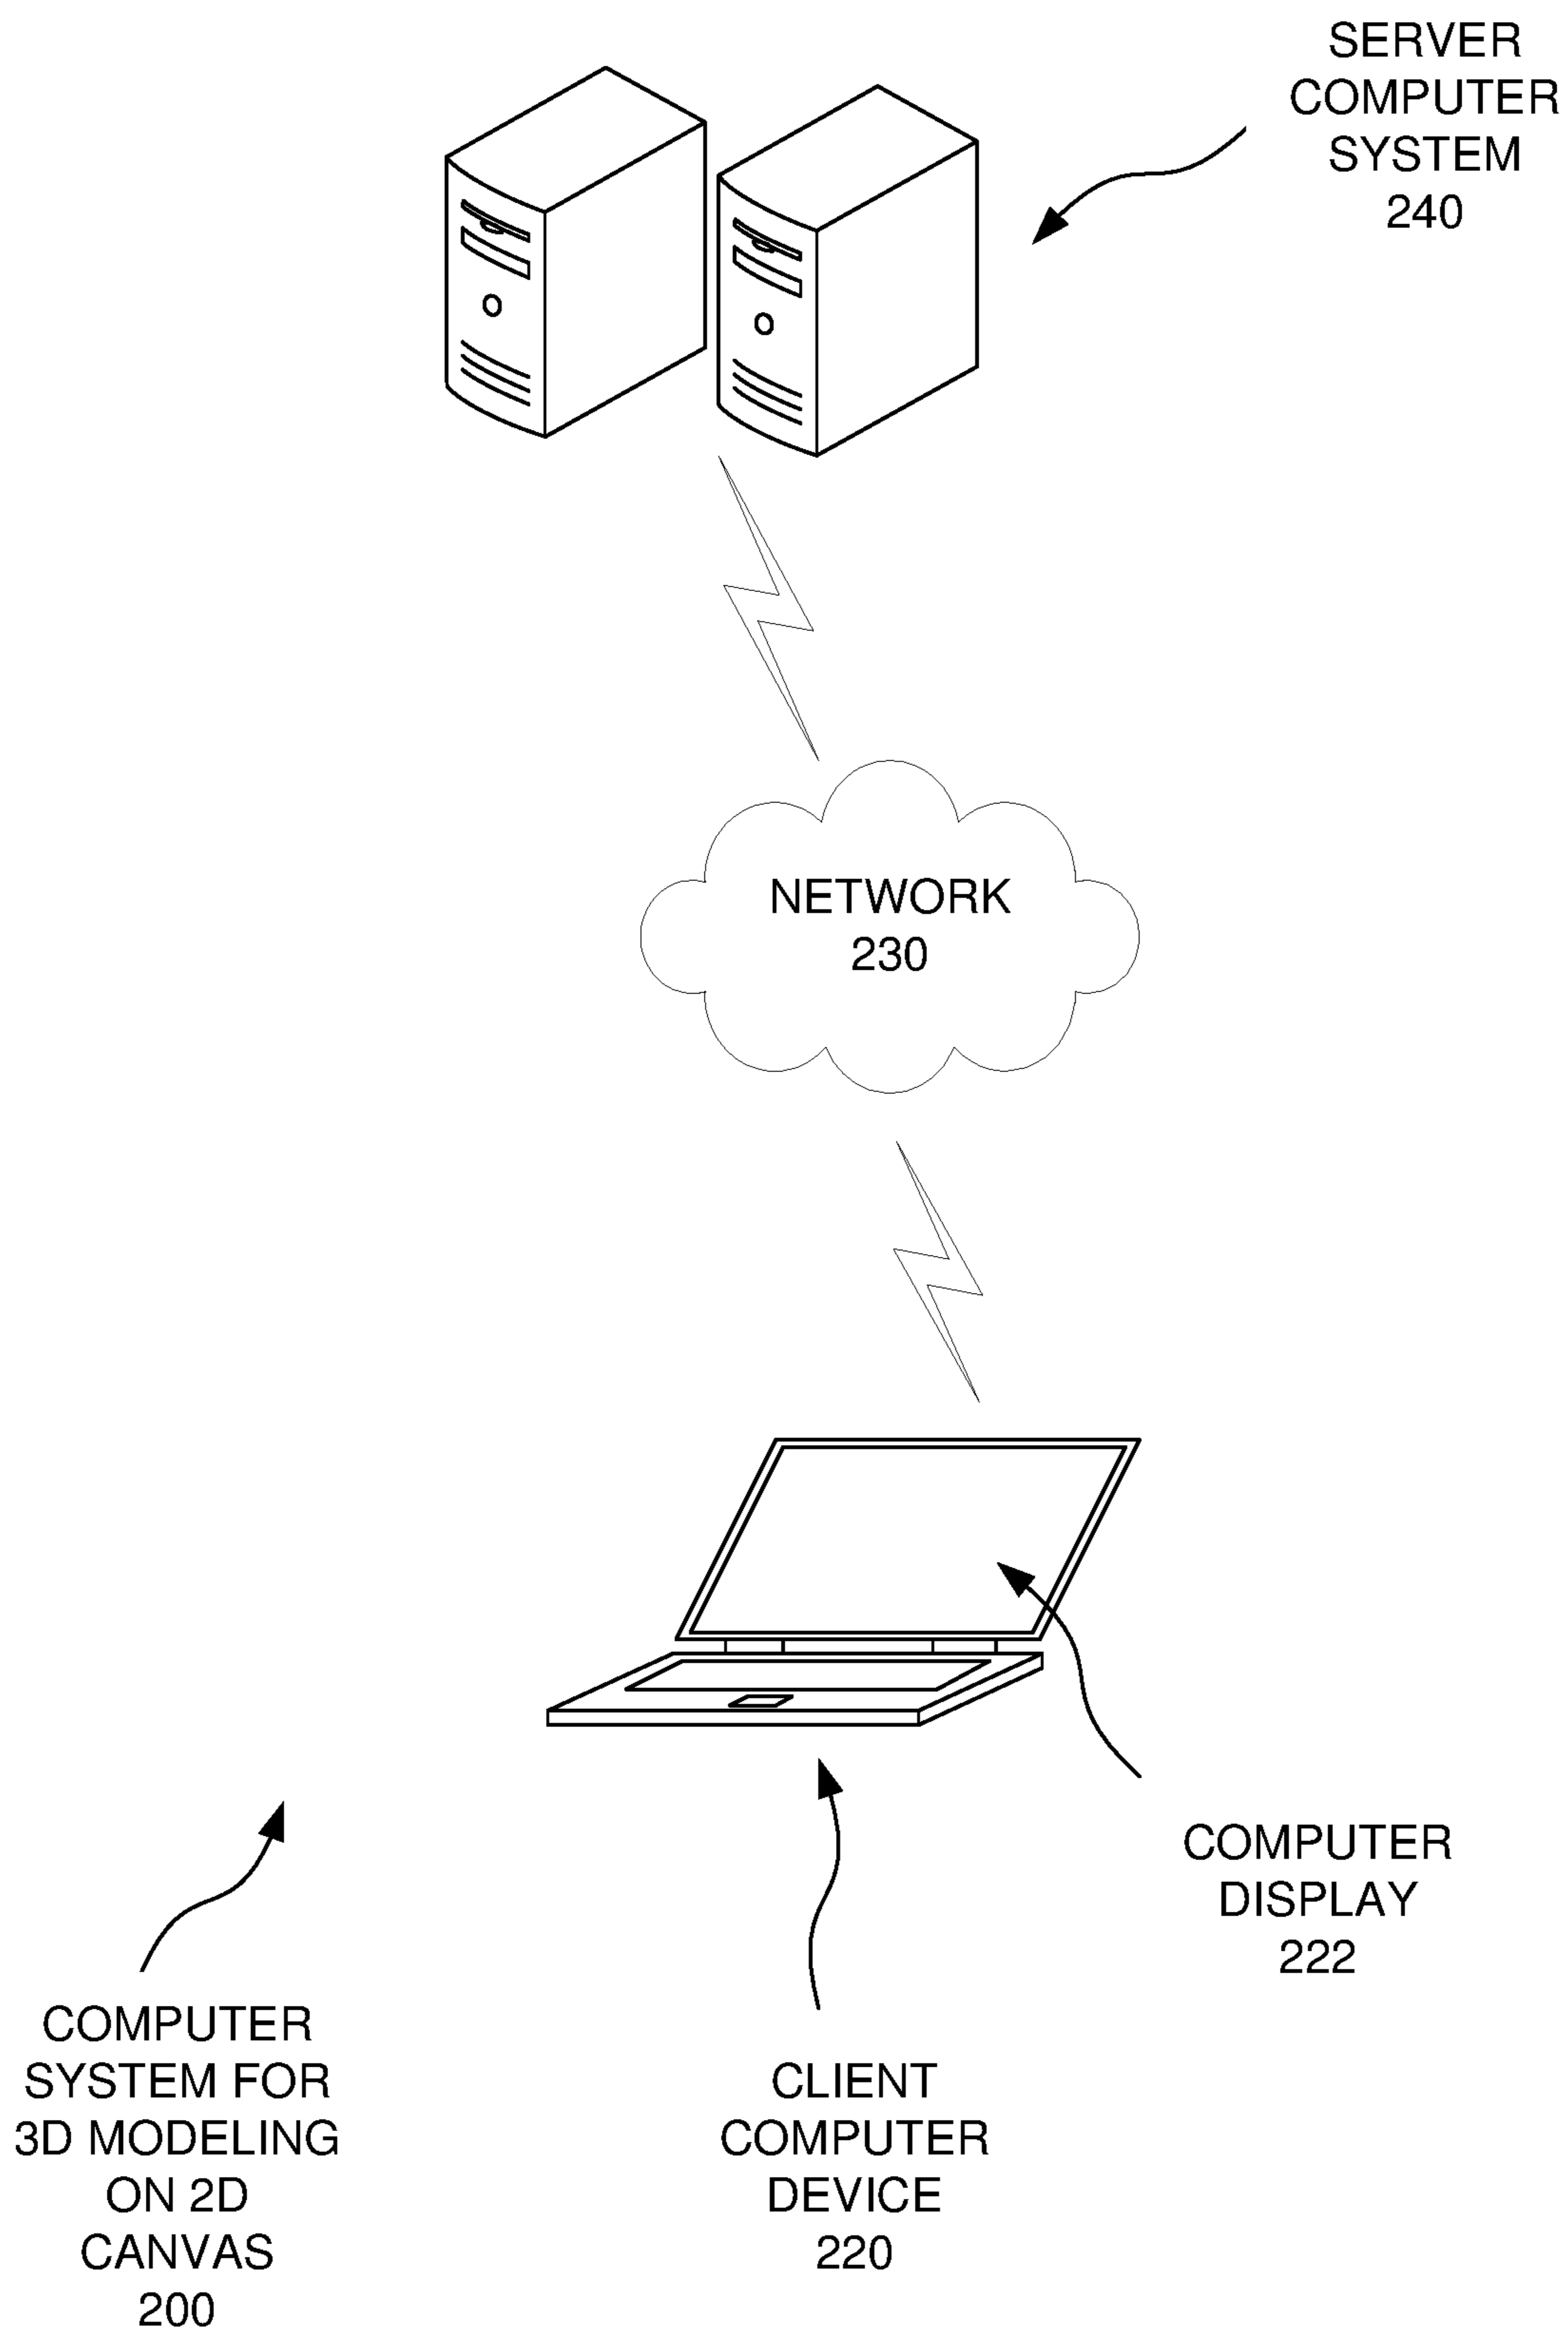 SERVER
COMPUTER
SYSTEM
240
NETWORK
230
COMPUTER
DISPLAY
222
COMPUTER
SYSTEM FOR
3D MODELING
ON 2D
CANVAS
200
CLIENT
COMPUTER
DEVICE
220